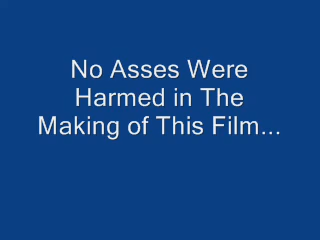 No Asses Were
Harmed in The
Making of This Film...